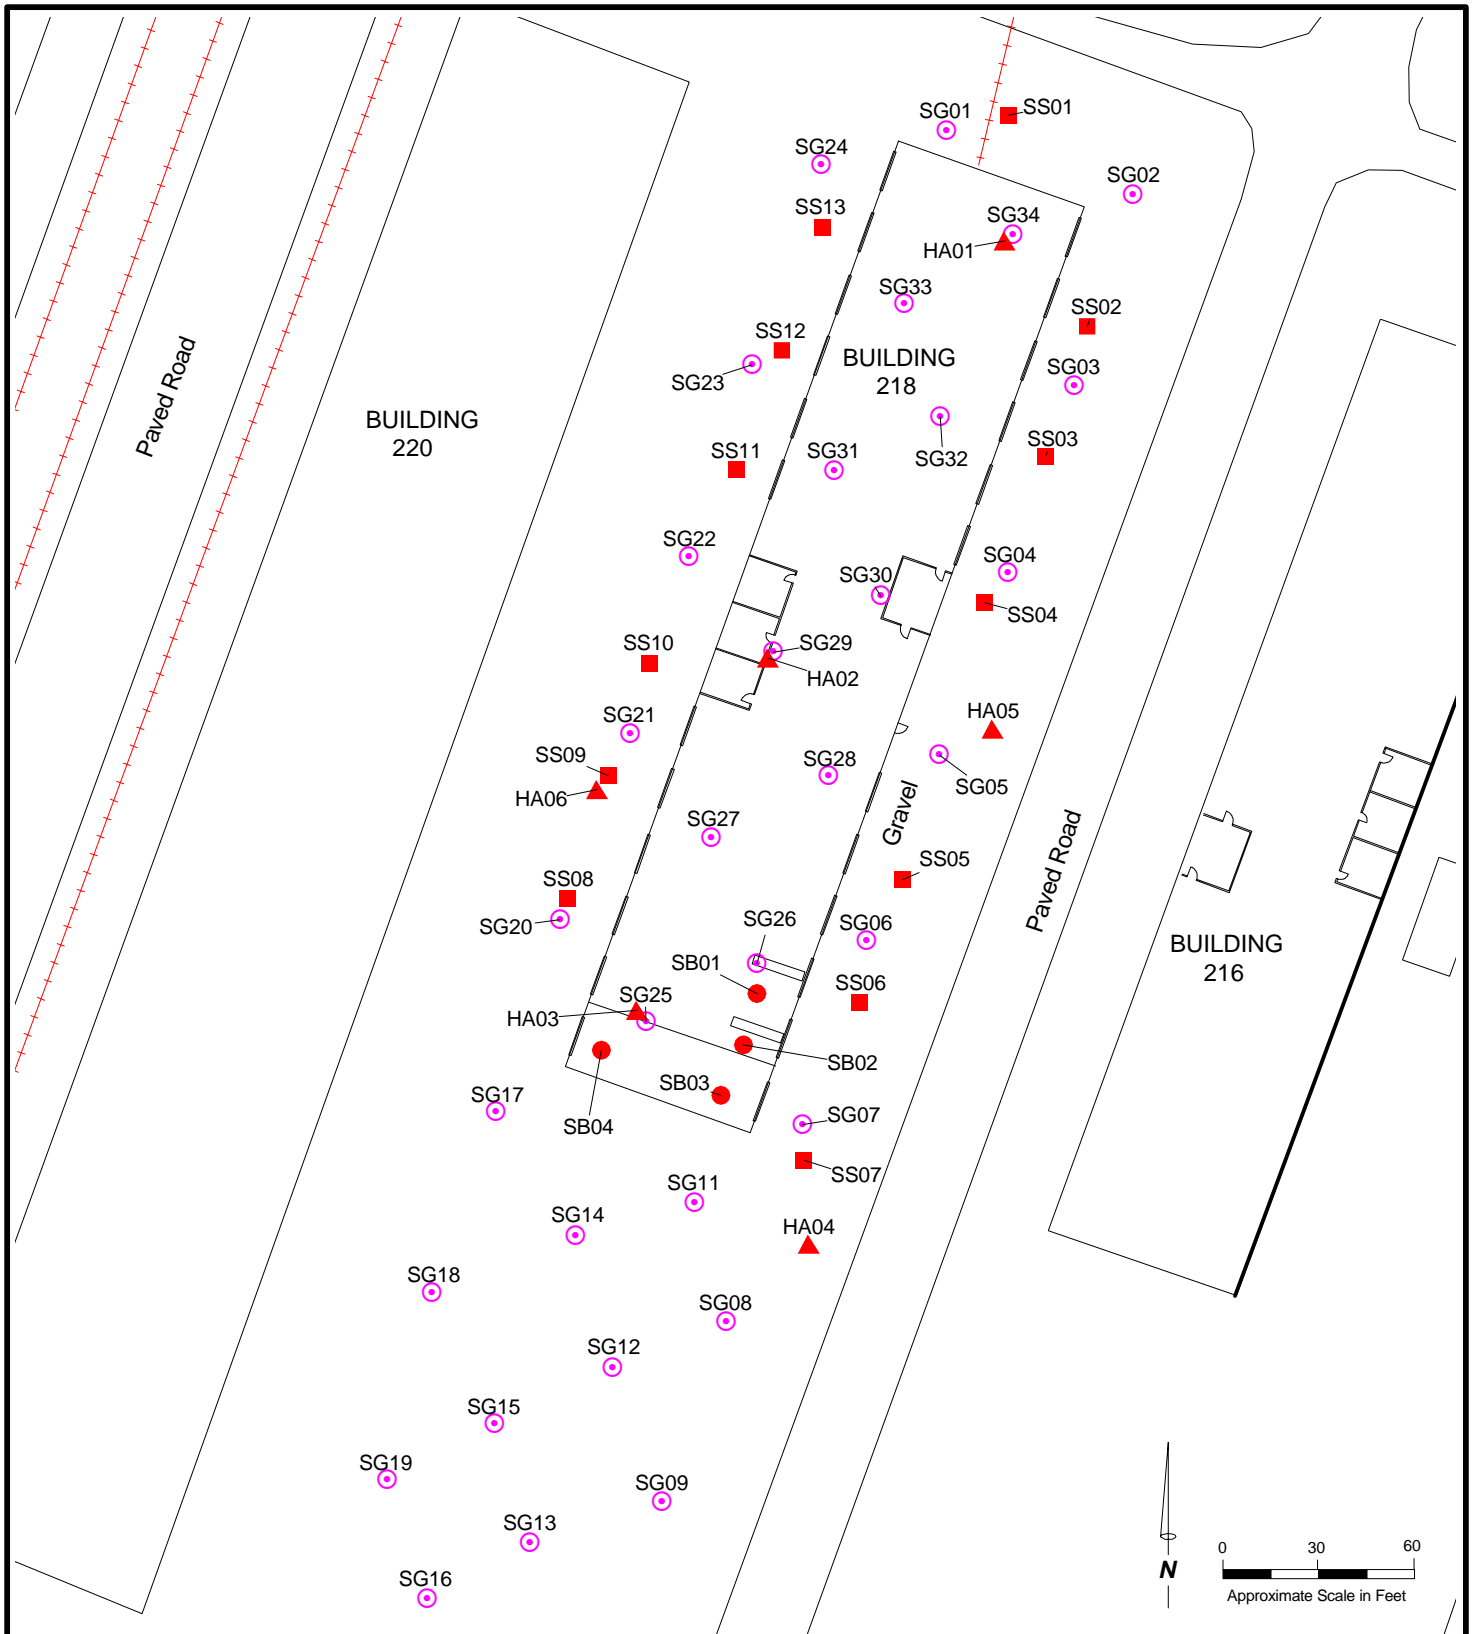 SG01
SS01
SG24
SG02
SS13
SG34
HA01
SG33
SS02
SS12
BUILDING
218
SG03
SG23
Paved Road
BUILDING
220
SS03
SS11
SG31
SG32
SG22
SG04
SG30
SS04
SS10
SG29
HA02
HA05
SG21
SS09
SG28
SG05
HA06
SG27
Gravel
SS05
Paved Road
SS08
SG20
SG26
SG06
BUILDING
216
SB01
SS06
SG25
HA03
SB02
SB03
SG17
SG07
SB04
SS07
SG11
SG14
HA04
SG18
SG08
SG12
SG15
SG19
SG09
SG13
SG16
N
0 30 60
Approximate Scale in Feet